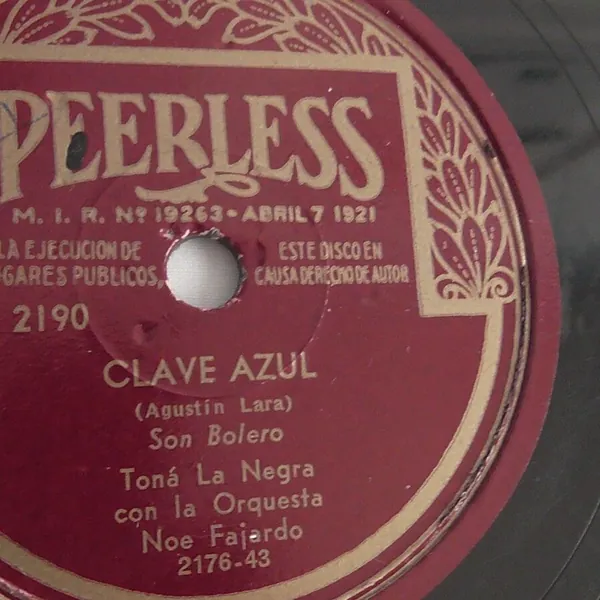 PEERLESS
M. I. R. Nº 19263 - ABRIL 7 1921
LA EJECUCION DE
GARES PUBLICOS,
ESTE DISCO EN
CAUSA DERECHO DE AUTOR
2190
CLAVE AZUL
(Agustín Lara)
Son Bolero
Toná La Negra
con la Orquesta
Noe Fajardo
2176-43